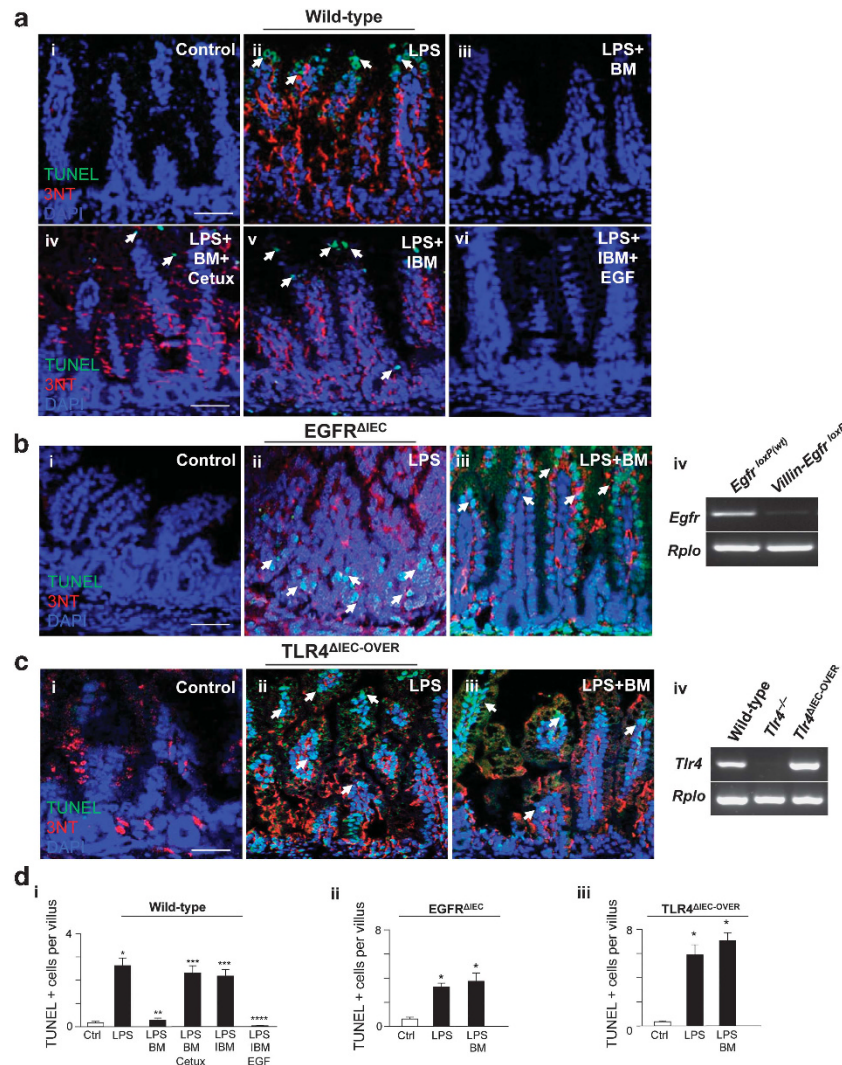 a
Wild-type
i Control
ii LPS
iii LPS+
BM
TUNEL
3NT
DAPI
iv LPS+
BM+
Cetux
v LPS+
IBM
vi LPS+
IBM+
EGF
TUNEL
3NT
DAPI
b
EGFRΔIEC
i Control
ii LPS
iii LPS+BM
iv
Egfr loxP(wt)
Villin-Egfr loxP
Egfr
Rplo
TUNEL
3NT
DAPI
c
TLR4ΔIEC-OVER
i Control
ii LPS
iii LPS+BM
iv
Wild-type
Tlr4-/-
Tlr4ΔIEC-OVER
Tlr4
Rplo
TUNEL
3NT
DAPI
d
i
Wild-type
TUNEL + cells per villus
4
2
0
* ** *** *** ****
Ctrl LPS LPS LPS LPS LPS
BM BM IBM IBM
Cetux EGF
ii
EGFRΔIEC
TUNEL + cells per villus
8
4
0
* *
Ctrl LPS LPS
BM
iii
TLR4ΔIEC-OVER
TUNEL + cells per villus
8
4
0
* *
Ctrl LPS LPS
BM